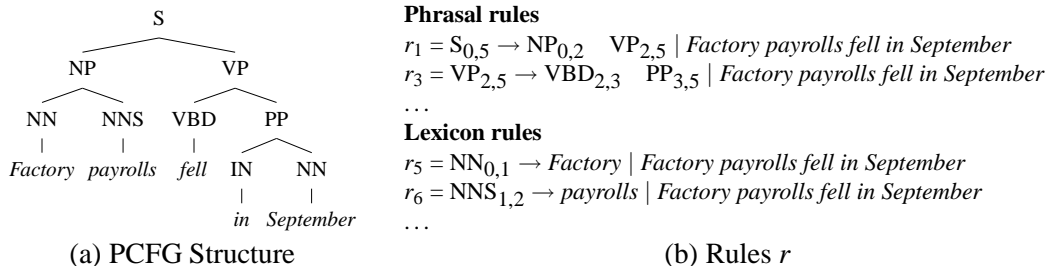 S
NP VP
NN NNS VBD PP
Factory payrolls fell IN NN
in September
(a) PCFG Structure
Phrasal rules
r1 = S0,5 → NP0,2 VP2,5 | Factory payrolls fell in September
r3 = VP2,5 → VBD2,3 PP3,5 | Factory payrolls fell in September
...
Lexicon rules
r5 = NN0,1 → Factory | Factory payrolls fell in September
r6 = NNS1,2 → payrolls | Factory payrolls fell in September
...
(b) Rules r